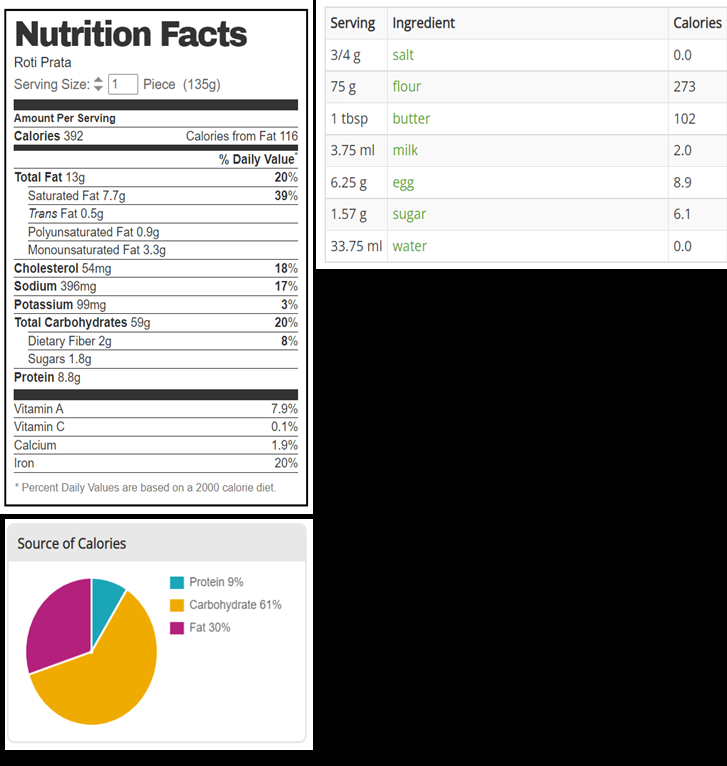 Nutrition Facts
Roti Prata
Serving Size: 1 Piece (135g)
Amount Per Serving
Calories 392 Calories from Fat 116
% Daily Value*
Total Fat 13g 20%
Saturated Fat 7.7g 39%
Trans Fat 0.5g
Polyunsaturated Fat 0.9g
Monounsaturated Fat 3.3g
Cholesterol 54mg 18%
Sodium 396mg 17%
Potassium 99mg 3%
Total Carbohydrates 59g 20%
Dietary Fiber 2g 8%
Sugars 1.8g
Protein 8.8g
Vitamin A 7.9%
Vitamin C 0.1%
Calcium 1.9%
Iron 20%
* Percent Daily Values are based on a 2000 calorie diet.
Serving Ingredient Calories
3/4 g salt 0.0
75 g flour 273
1 tbsp butter 102
3.75 ml milk 2.0
6.25 g egg 8.9
1.57 g sugar 6.1
33.75 ml water 0.0
Source of Calories
Protein 9%
Carbohydrate 61%
Fat 30%